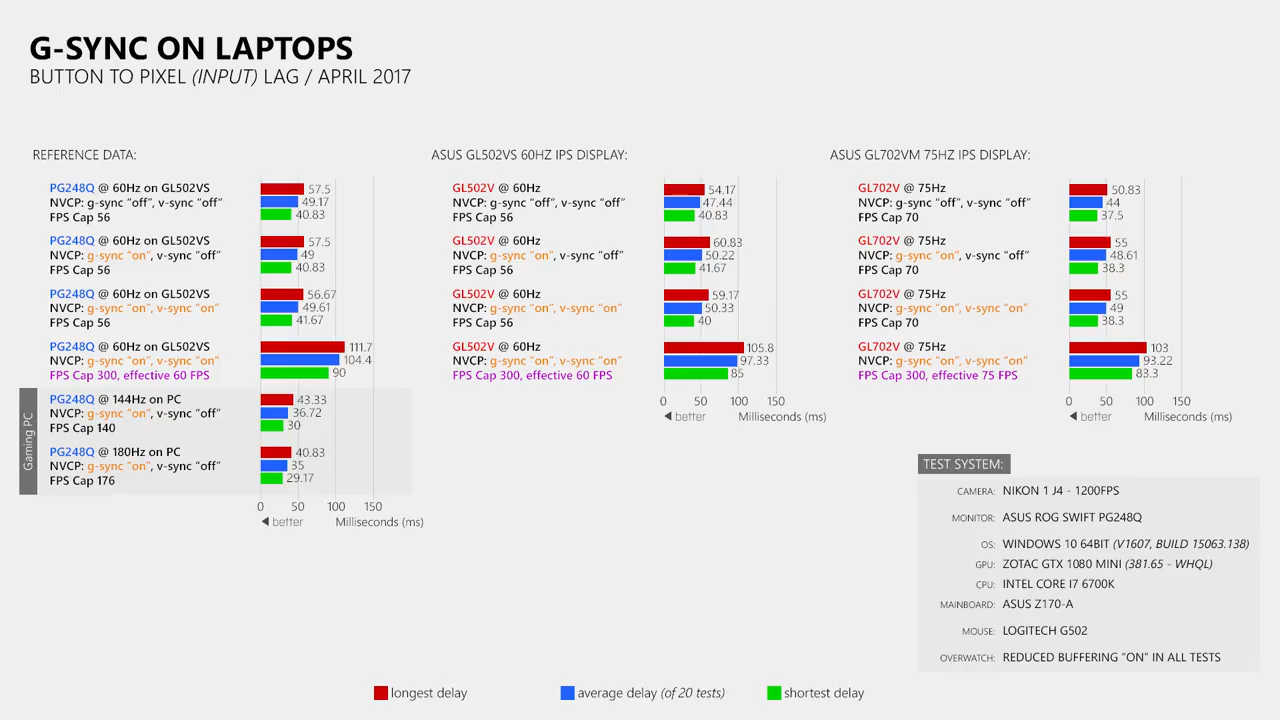 G-SYNC ON LAPTOPS
BUTTON TO PIXEL (INPUT) LAG / APRIL 2017
REFERENCE DATA:
PG248Q @ 60Hz on GL502VS
NVCP: g-sync "off", v-sync "off"
FPS Cap 56
57.5
49.17
40.83
PG248Q @ 60Hz on GL502VS
NVCP: g-sync "on", v-sync "off"
FPS Cap 56
57.5
49
40.83
PG248Q @ 60Hz on GL502VS
NVCP: g-sync "on", v-sync "on"
FPS Cap 56
56.67
49.61
41.67
PG248Q @ 60Hz on GL502VS
NVCP: g-sync "on", v-sync "on"
FPS Cap 300, effective 60 FPS
111.7
104.4
90
Gaming PC
PG248Q @ 144Hz on PC
NVCP: g-sync "on", v-sync "off"
FPS Cap 140
43.33
36.72
30
PG248Q @ 180Hz on PC
NVCP: g-sync "on", v-sync "off"
FPS Cap 176
40.83
35
29.17
0 50 100 150
◄ better Milliseconds (ms)
ASUS GL502VS 60HZ IPS DISPLAY:
GL502V @ 60Hz
NVCP: g-sync "off", v-sync "off"
FPS Cap 56
54.17
47.44
40.83
GL502V @ 60Hz
NVCP: g-sync "on", v-sync "off"
FPS Cap 56
60.83
50.22
41.67
GL502V @ 60Hz
NVCP: g-sync "on", v-sync "on"
FPS Cap 56
59.17
50.33
40
GL502V @ 60Hz
NVCP: g-sync "on", v-sync "on"
FPS Cap 300, effective 60 FPS
105.8
97.33
85
0 50 100 150
◄ better Milliseconds (ms)
ASUS GL702VM 75HZ IPS DISPLAY:
GL702V @ 75Hz
NVCP: g-sync "off", v-sync "off"
FPS Cap 70
50.83
44
37.5
GL702V @ 75Hz
NVCP: g-sync "on", v-sync "off"
FPS Cap 70
55
48.61
38.3
GL702V @ 75Hz
NVCP: g-sync "on", v-sync "on"
FPS Cap 70
55
49
38.3
GL702V @ 75Hz
NVCP: g-sync "on", v-sync "on"
FPS Cap 300, effective 75 FPS
103
93.22
83.3
0 50 100 150
◄ better Milliseconds (ms)
TEST SYSTEM:
CAMERA: NIKON 1 J4 - 1200FPS
MONITOR: ASUS ROG SWIFT PG248Q
OS: WINDOWS 10 64BIT (V1607, BUILD 15063.138)
GPU: ZOTAC GTX 1080 MINI (381.65 - WHQL)
CPU: INTEL CORE I7 6700K
MAINBOARD: ASUS Z170-A
MOUSE: LOGITECH G502
OVERWATCH: REDUCED BUFFERING "ON" IN ALL TESTS
longest delay
average delay (of 20 tests)
shortest delay